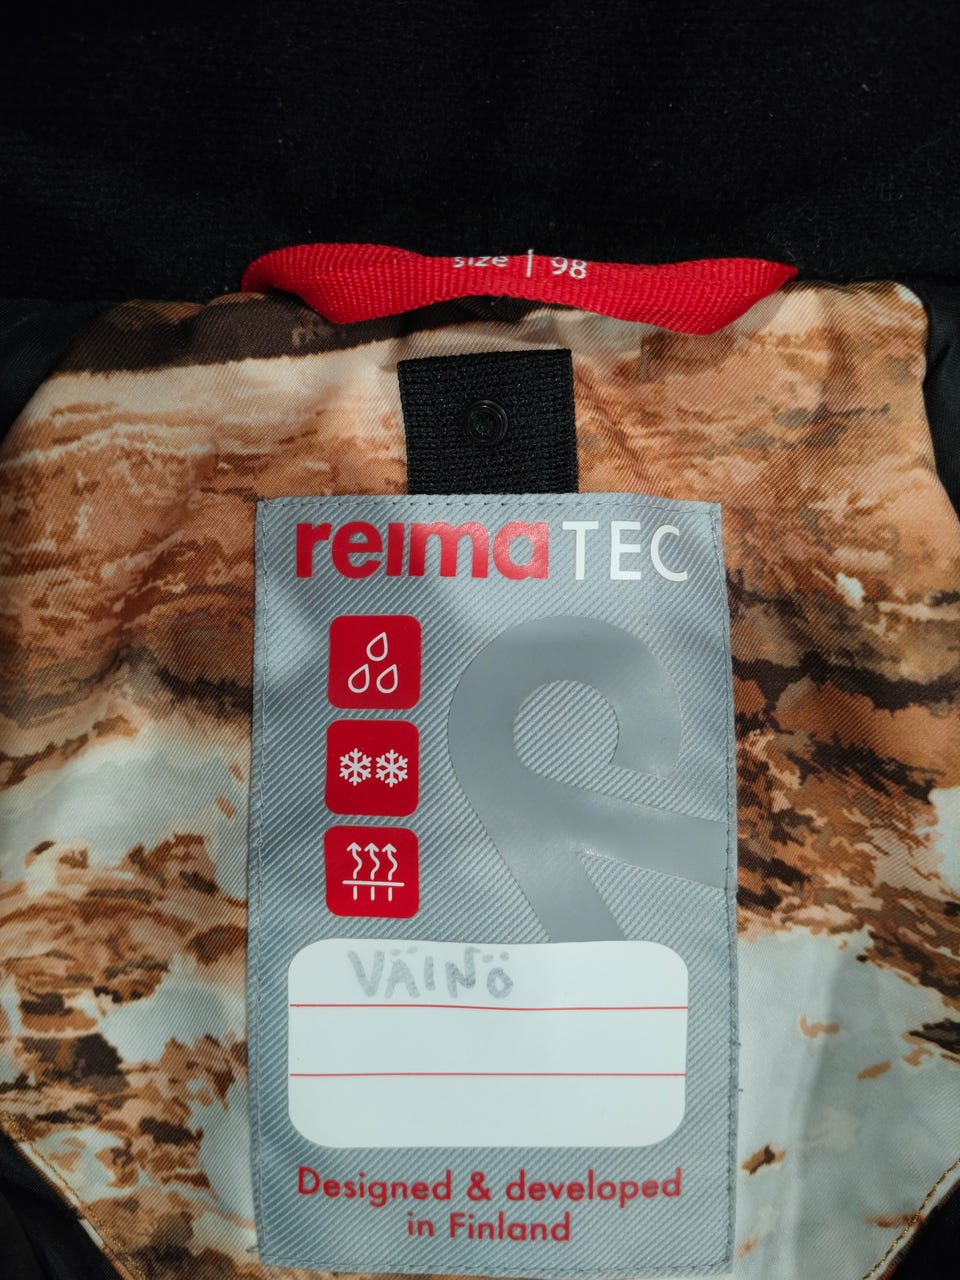 size | 98
reima TEC
VÄINÖ
Designed & developed
in Finland